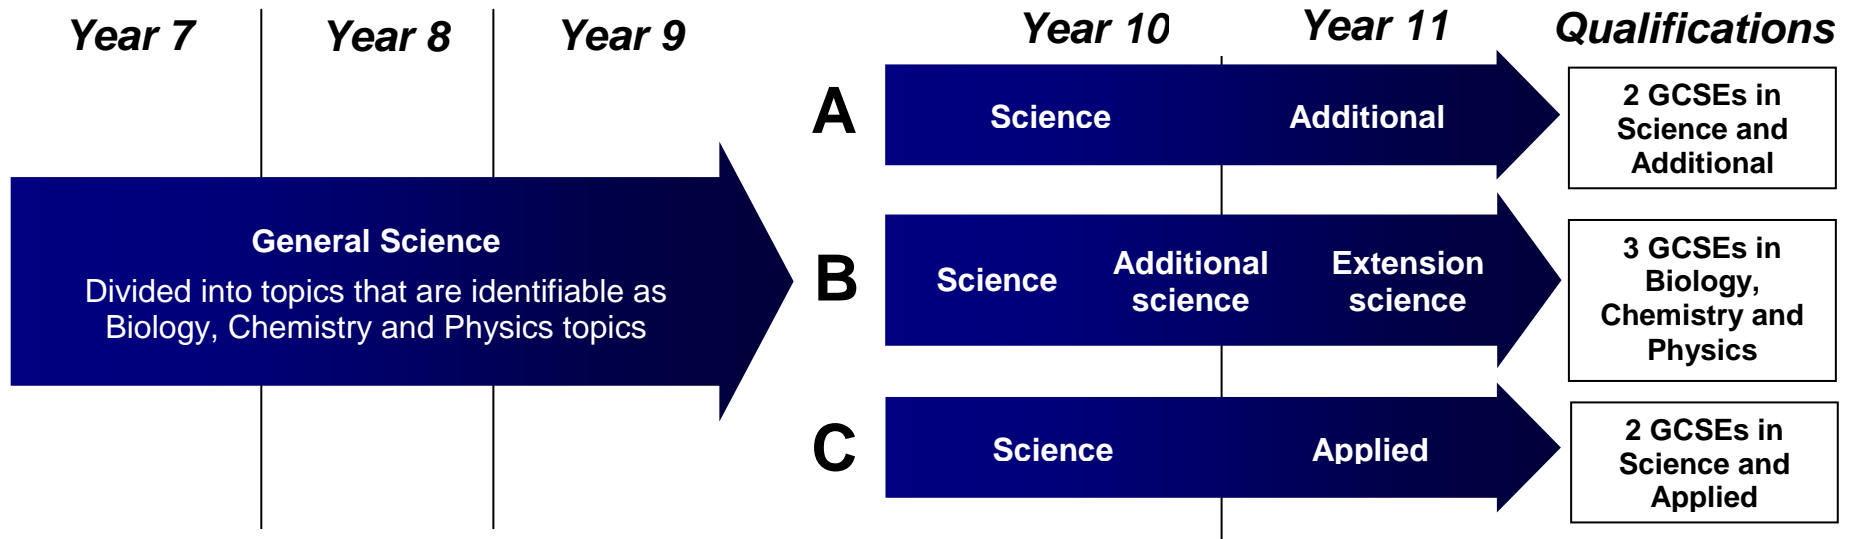 Year 7
Year 8
Year 9
Year 10
Year 11
Qualifications
General Science
Divided into topics that are identifiable as
Biology, Chemistry and Physics topics
A
Science
Additional
2 GCSEs in
Science and
Additional
B
Science
Additional
science
Extension
science
3 GCSEs in
Biology,
Chemistry and
Physics
C
Science
Applied
2 GCSEs in
Science and
Applied